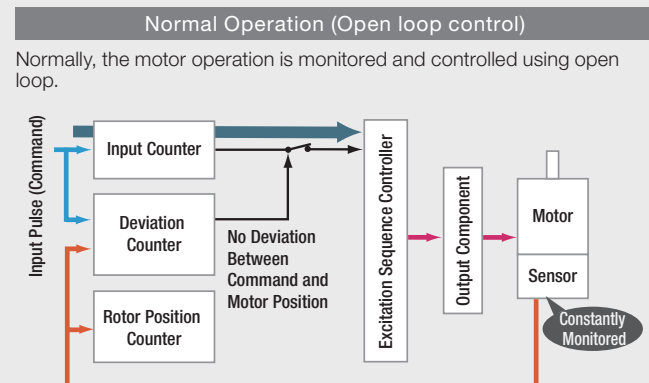 Normal Operation (Open loop control)
Normally, the motor operation is monitored and controlled using open
loop.
Input Pulse (Command)
Input Counter
Deviation
Counter
Rotor Position
Counter
No Deviation
Between
Command and
Motor Position
Excitation Sequence Controller
Output Component
Motor
Sensor
Constantly
Monitored